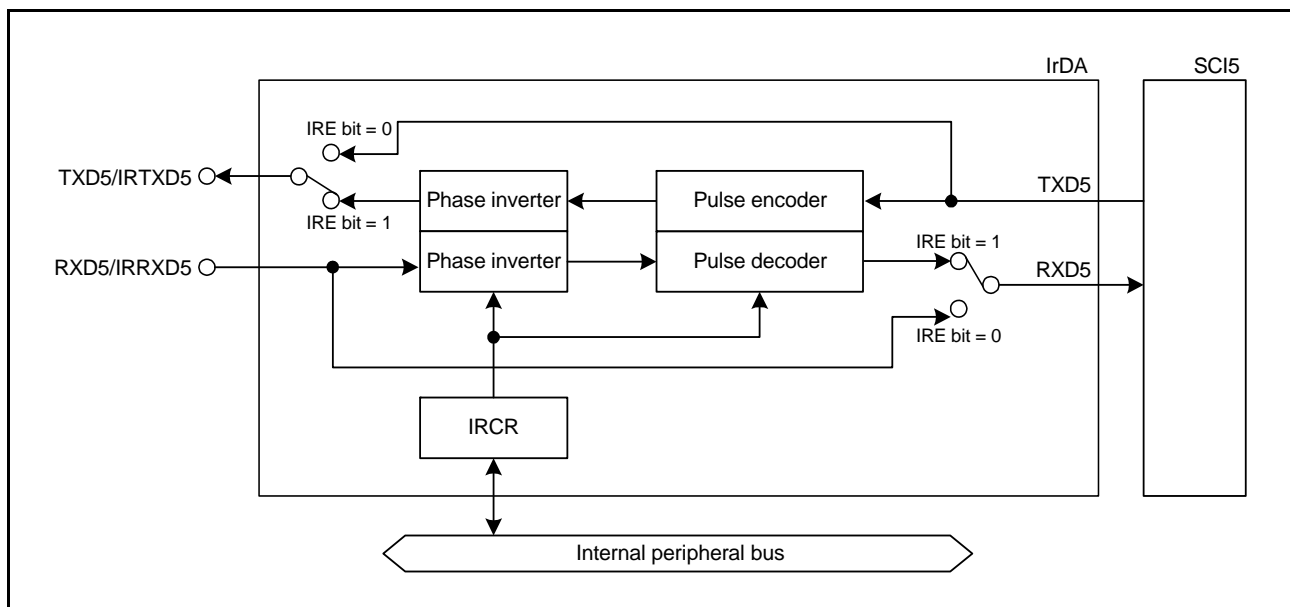 IrDA
SCI5
IRE bit = 0
TXD5/IRTXD5
Phase inverter
Pulse encoder
TXD5
IRE bit = 1
RXD5/IRRXD5
Phase inverter
Pulse decoder
IRE bit = 1
RXD5
IRE bit = 0
IRCR
Internal peripheral bus